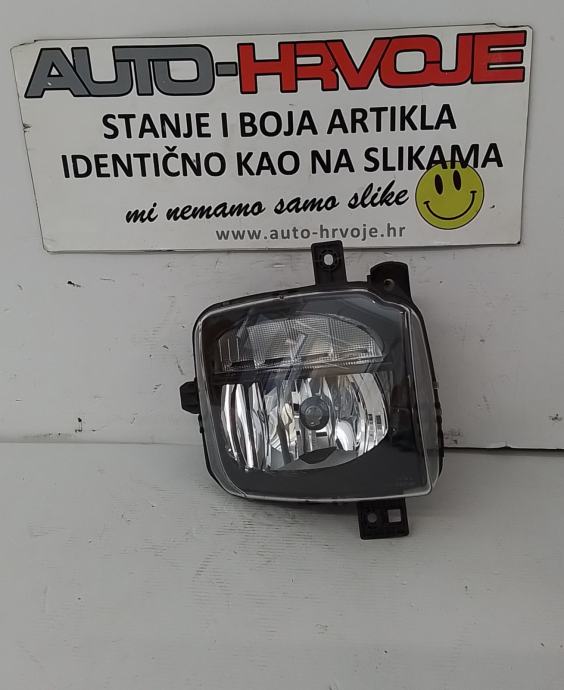 AUTO-HRVOJE
STANJE I BOJA ARTIKLA
IDENTIČNO KAO NA SLIKAMA
mi nemamo samo slike
www.auto-hrvoje.hr